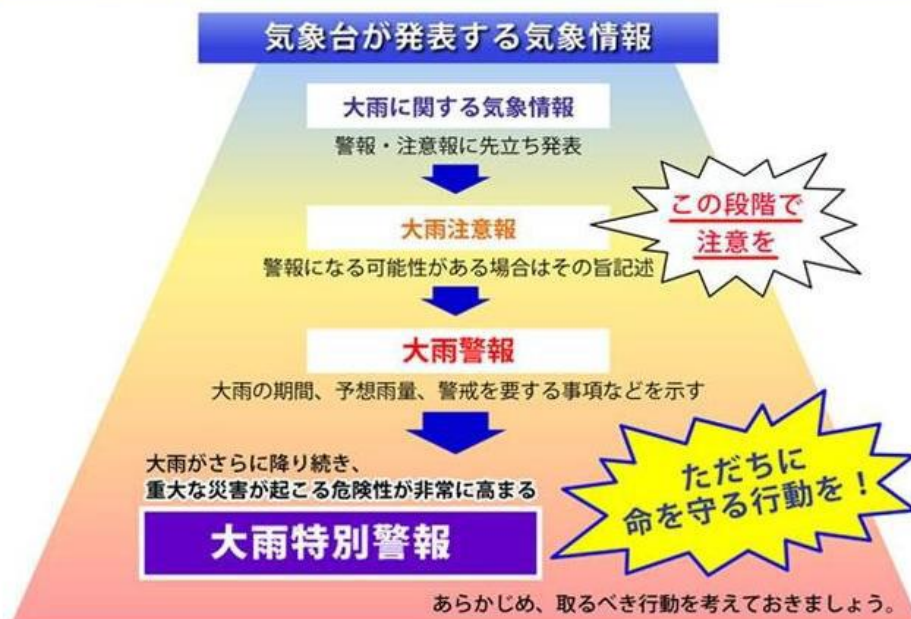 気象台が発表する気象情報
大雨に関する気象情報
警報・注意報に先立ち発表
大雨注意報
この段階で
注意を
警報になる可能性がある場合はその旨記述
大雨警報
大雨の期間、予想雨量、警戒を要する事項などを示す
大雨がさらに降り続き、
重大な災害が起こる危険性が非常に高まる
ただちに
命を守る行動を！
大雨特別警報
あらかじめ、取るべき行動を考えておきましょう。